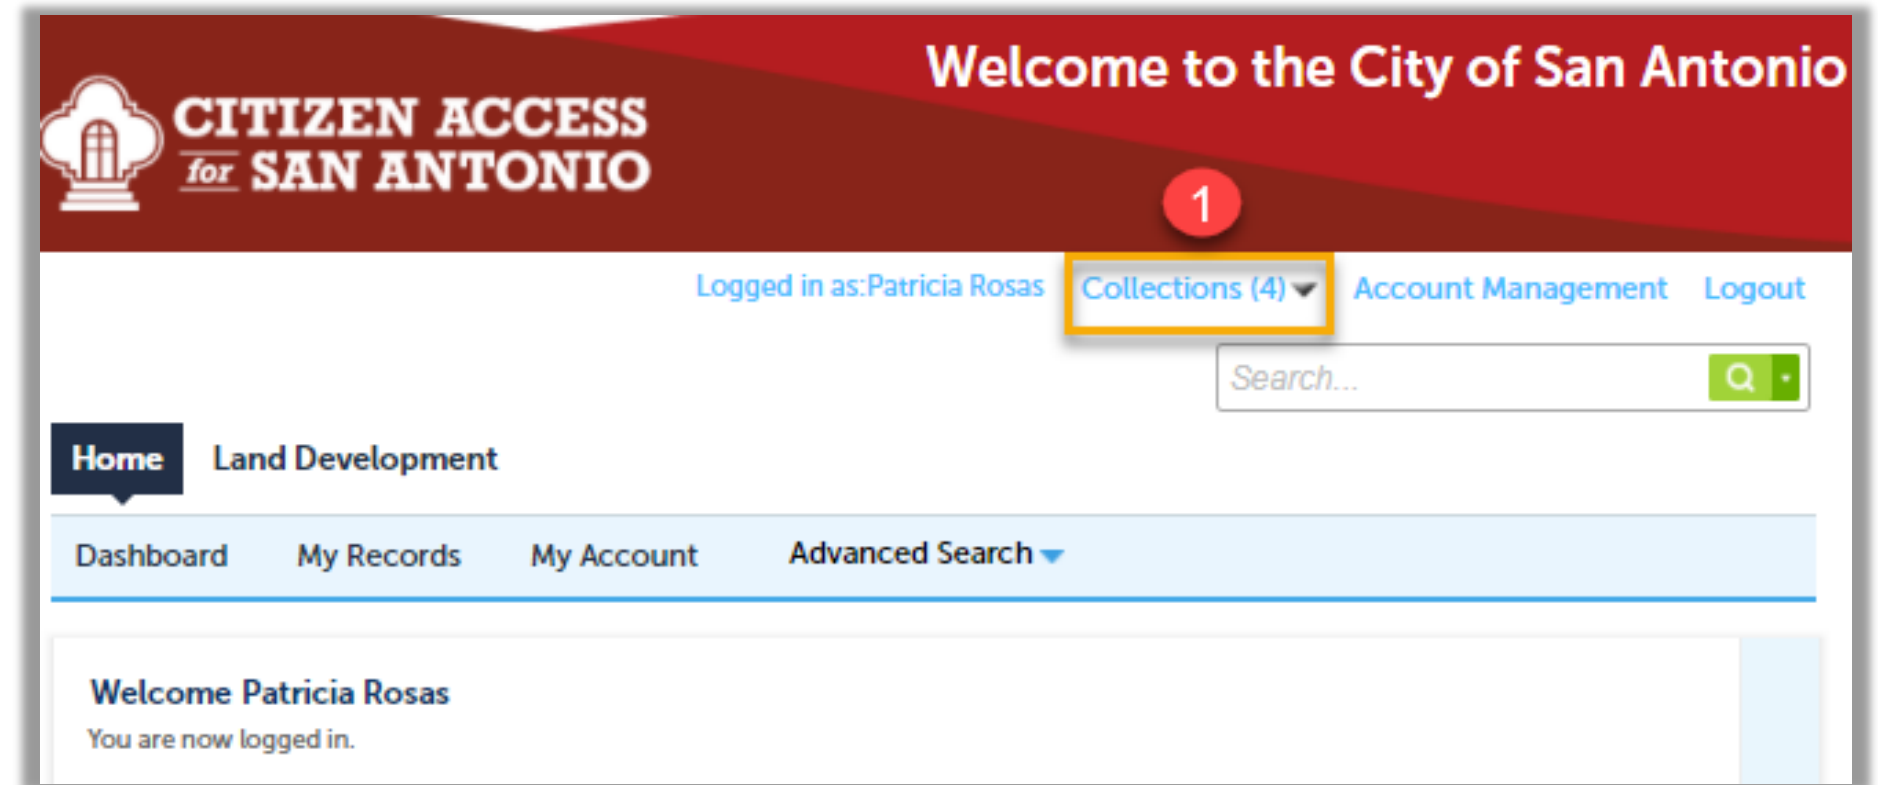 Welcome to the City of San Antonio
CITIZEN ACCESS
for SAN ANTONIO
1
Logged in as:Patricia Rosas Collections (4) Account Management Logout
Search...
Home Land Development
Dashboard My Records My Account Advanced Search
Welcome Patricia Rosas
You are now logged in.